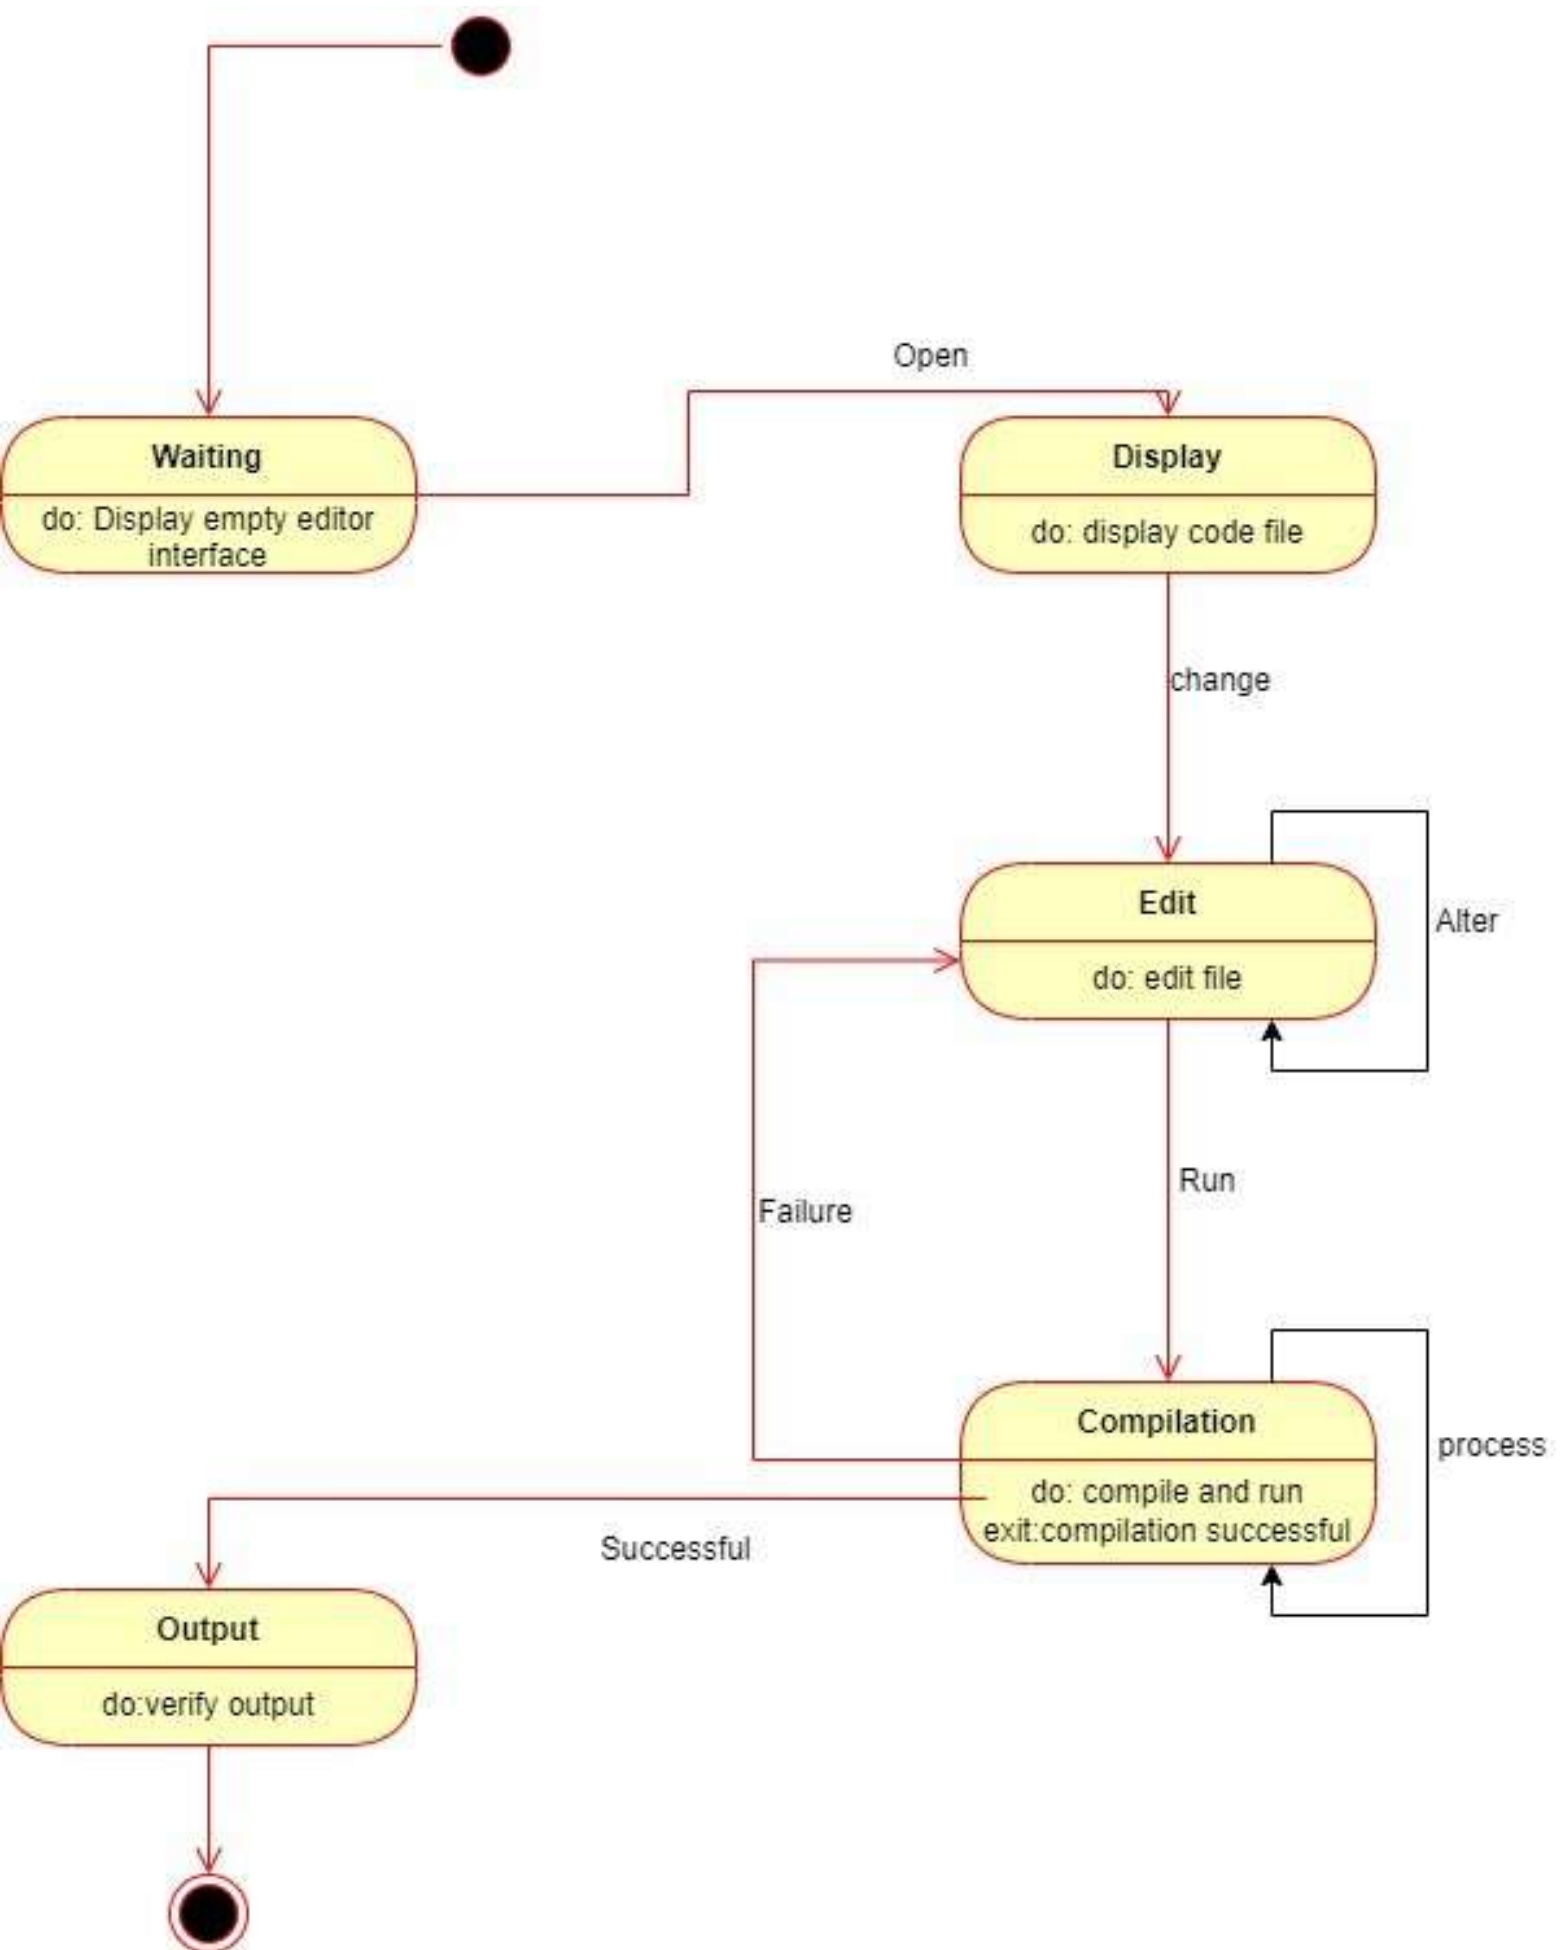 Open
Waiting
do: Display empty editor
interface
Display
do: display code file
change
Edit
do: edit file
Alter
Run
Failure
Compilation
do: compile and run
exit:compilation successful
process
Successful
Output
do:verify output